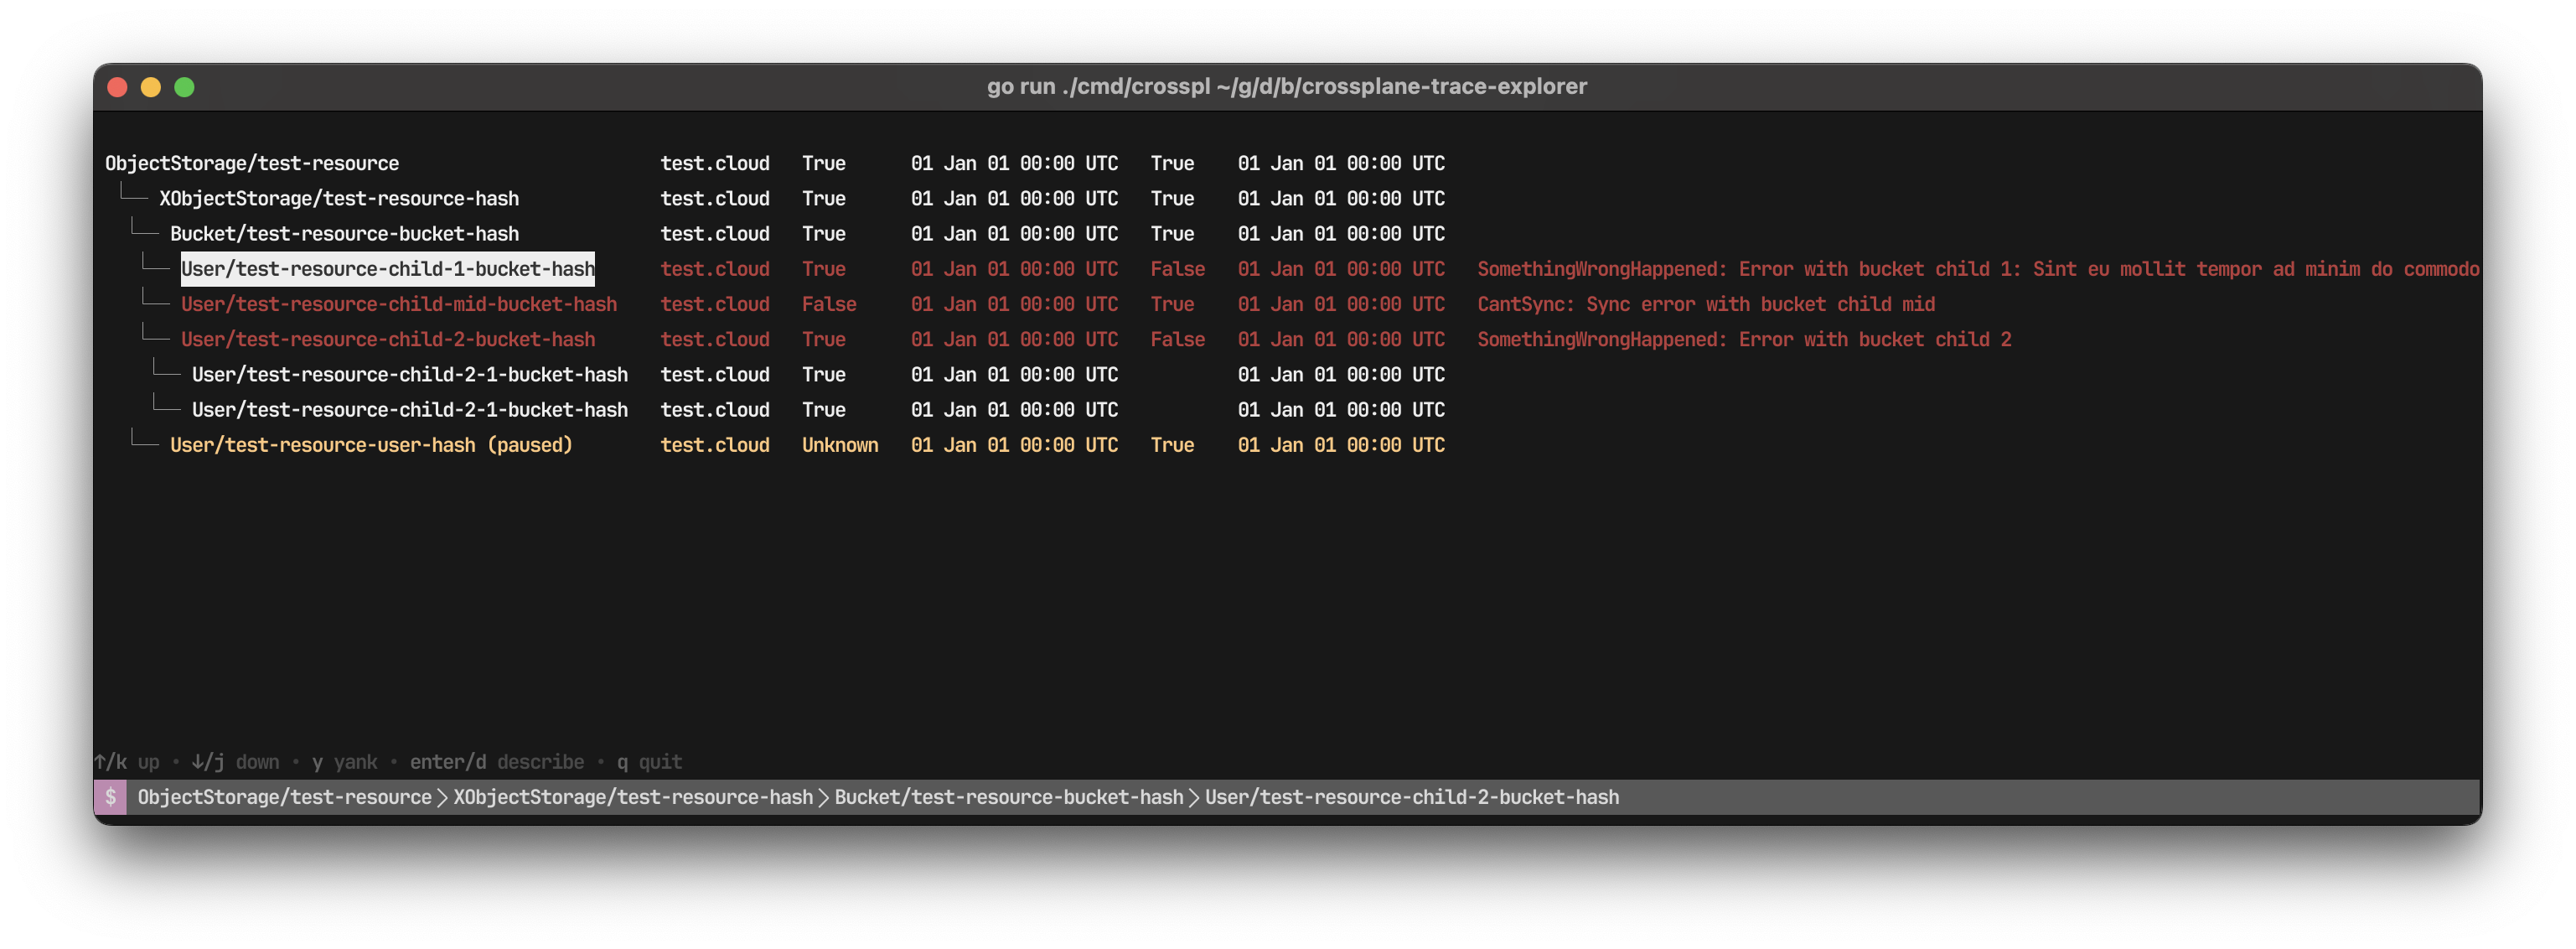 go run ./cmd/crosspl ~/g/d/b/crossplane-trace-explorer
ObjectStorage/test-resource test.cloud True 01 Jan 01 00:00 UTC True 01 Jan 01 00:00 UTC
XObjectStorage/test-resource-hash test.cloud True 01 Jan 01 00:00 UTC True 01 Jan 01 00:00 UTC
Bucket/test-resource-bucket-hash test.cloud True 01 Jan 01 00:00 UTC True 01 Jan 01 00:00 UTC
User/test-resource-child-1-bucket-hash test.cloud True 01 Jan 01 00:00 UTC False 01 Jan 01 00:00 UTC SomethingWrongHappened: Error with bucket child 1: Sint eu mollit tempor ad minim do commodo
User/test-resource-child-mid-bucket-hash test.cloud False 01 Jan 01 00:00 UTC True 01 Jan 01 00:00 UTC CantSync: Sync error with bucket child mid
User/test-resource-child-2-bucket-hash test.cloud True 01 Jan 01 00:00 UTC False 01 Jan 01 00:00 UTC SomethingWrongHappened: Error with bucket child 2
User/test-resource-child-2-1-bucket-hash test.cloud True 01 Jan 01 00:00 UTC 01 Jan 01 00:00 UTC
User/test-resource-child-2-1-bucket-hash test.cloud True 01 Jan 01 00:00 UTC 01 Jan 01 00:00 UTC
User/test-resource-user-hash (paused) test.cloud Unknown 01 Jan 01 00:00 UTC True 01 Jan 01 00:00 UTC
↑/k up • ↓/j down • y yank • enter/d describe • q quit
$ ObjectStorage/test-resource > XObjectStorage/test-resource-hash > Bucket/test-resource-bucket-hash > User/test-resource-child-2-bucket-hash